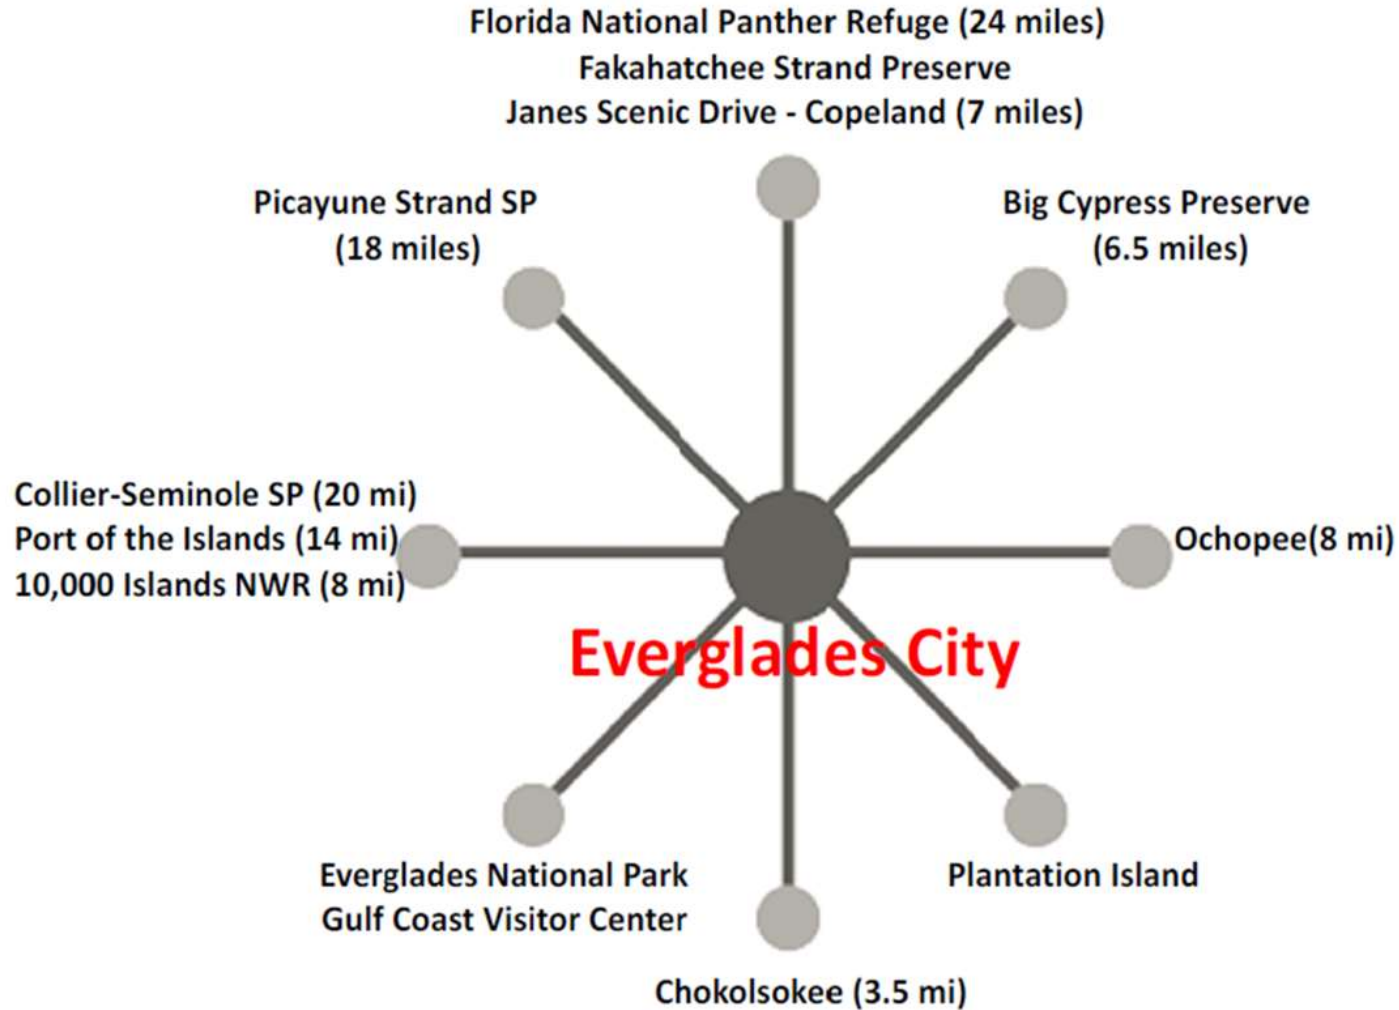 Florida National Panther Refuge (24 miles)
Fakahatchee Strand Preserve
Janes Scenic Drive - Copeland (7 miles)
Picayune Strand SP
(18 miles)
Big Cypress Preserve
(6.5 miles)
Collier-Seminole SP (20 mi)
Port of the Islands (14 mi)
10,000 Islands NWR (8 mi)
Ochopee(8 mi)
Everglades City
Everglades National Park
Gulf Coast Visitor Center
Plantation Island
Chokolsokee (3.5 mi)